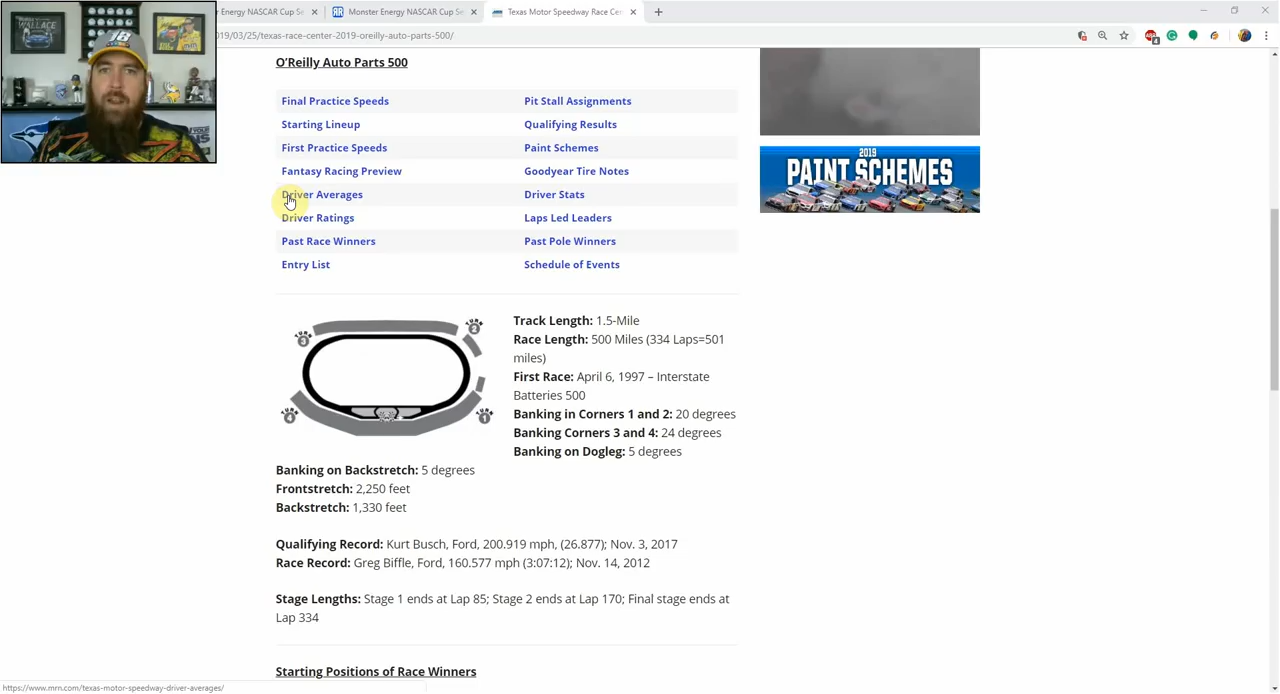 r Energy NASCAR Cup Se
Monster Energy NASCAR Cup Se
Texas Motor Speedway Race Cen
019/03/25/texas-race-center-2019-oreilly-auto-parts-500/
WALLACE
18
O'Reilly Auto Parts 500
Final Practice Speeds Pit Stall Assignments
Starting Lineup Qualifying Results
First Practice Speeds Paint Schemes
Fantasy Racing Preview Goodyear Tire Notes
Driver Averages Driver Stats
Driver Ratings Laps Led Leaders
Past Race Winners Past Pole Winners
Entry List Schedule of Events
2019
PAINT SCHEMES
3
2
4
1
Track Length: 1.5-Mile
Race Length: 500 Miles (334 Laps=501
miles)
First Race: April 6, 1997 – Interstate
Batteries 500
Banking in Corners 1 and 2: 20 degrees
Banking Corners 3 and 4: 24 degrees
Banking on Dogleg: 5 degrees
Banking on Backstretch: 5 degrees
Frontstretch: 2,250 feet
Backstretch: 1,330 feet
Qualifying Record: Kurt Busch, Ford, 200.919 mph, (26.877); Nov. 3, 2017
Race Record: Greg Biffle, Ford, 160.577 mph (3:07:12); Nov. 14, 2012
Stage Lengths: Stage 1 ends at Lap 85; Stage 2 ends at Lap 170; Final stage ends at
Lap 334
Starting Positions of Race Winners
https://www.mrn.com/texas-motor-speedway-driver-averages/